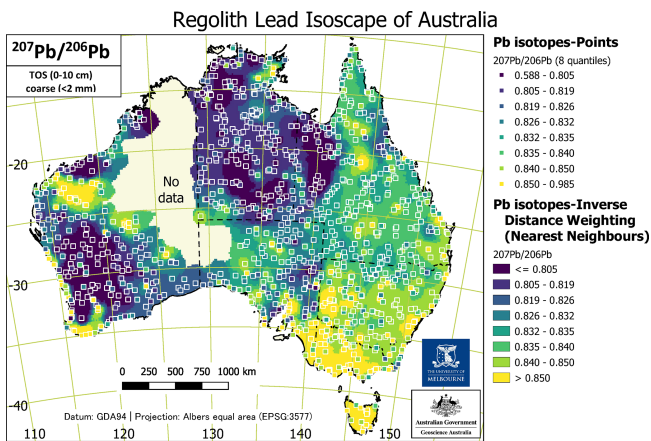 Regolith Lead Isoscape of Australia
207Pb/206Pb
TOS (0-10 cm)
coarse (<2 mm)
No
data
-20
-30
-40
110
120
130
140
150
0 250 500 750 1000 km
Datum: GDA94 | Projection: Albers equal area (EPSG:3577)
THE UNIVERSITY OF
MELBOURNE
Australian Government
Geoscience Australia
Pb isotopes-Points
207Pb/206Pb (8 quantiles)
0.588 - 0.805
0.805 - 0.819
0.819 - 0.826
0.826 - 0.832
0.832 - 0.835
0.835 - 0.840
0.840 - 0.850
0.850 - 0.985
Pb isotopes-Inverse
Distance Weighting
(Nearest Neighbours)
207Pb/206Pb
<= 0.805
0.805 - 0.819
0.819 - 0.826
0.826 - 0.832
0.832 - 0.835
0.835 - 0.840
0.840 - 0.850
> 0.850